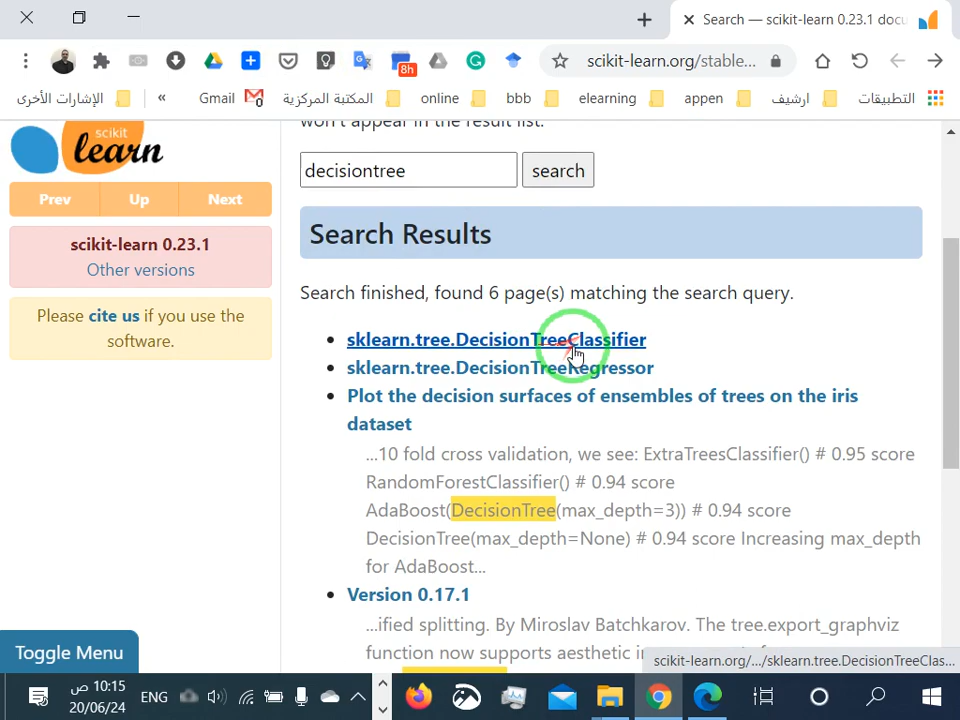 Search — scikit-learn 0.23.1 docu
scikit-learn.org/stable...
8h
الإشارات الأخرى
«
Gmail
المكتبة المركزية
online
bbb
elearning
appen
ارشيف
التطبيقات
won't appear in the result list.
scikit
learn
decisiontree
search
Prev
Up
Next
Search Results
scikit-learn 0.23.1
Other versions
Search finished, found 6 page(s) matching the search query.
Please cite us if you use the
software.
• sklearn.tree.DecisionTreeClassifier
• sklearn.tree.DecisionTreeRegressor
• Plot the decision surfaces of ensembles of trees on the iris
dataset
...10 fold cross validation, we see: ExtraTreesClassifier() # 0.95 score
RandomForestClassifier() # 0.94 score
AdaBoost(DecisionTree(max_depth=3)) # 0.94 score
DecisionTree(max_depth=None) # 0.94 score Increasing max_depth
for AdaBoost...
• Version 0.17.1
...ified splitting. By Miroslav Batchkarov. The tree.export_graphviz
function now supports aesthetic
Toggle Menu
scikit-learn.org/.../sklearn.tree.DecisionTreeClas...
10:15 ص
20/06/24
ENG